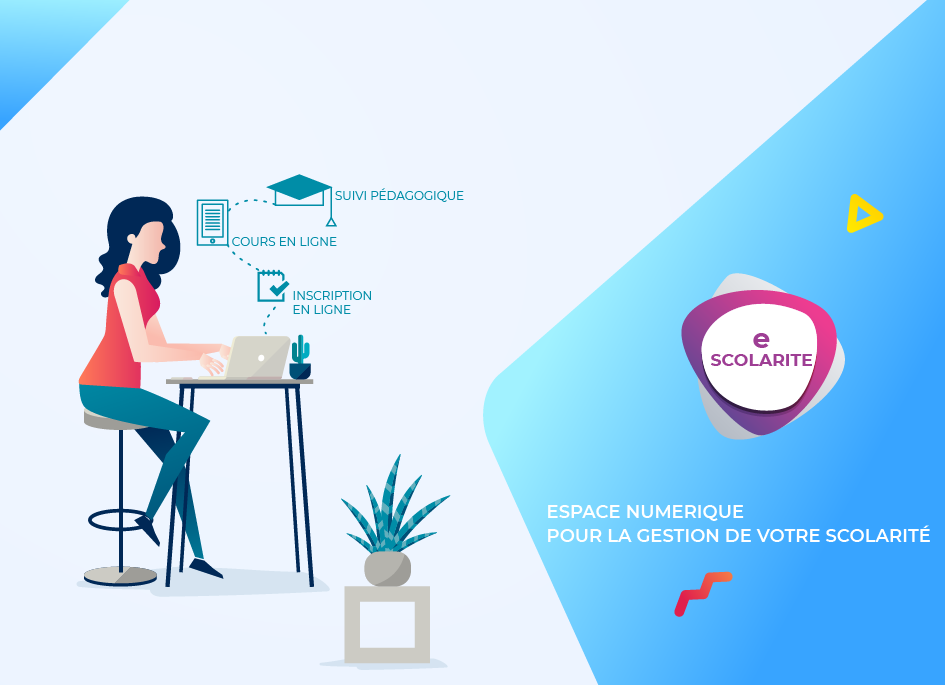 SUIVI PÉDAGOGIQUE
COURS EN LIGNE
INSCRIPTION
EN LIGNE
e
SCOLARITE
ESPACE NUMERIQUE
POUR LA GESTION DE VOTRE SCOLARITÉ